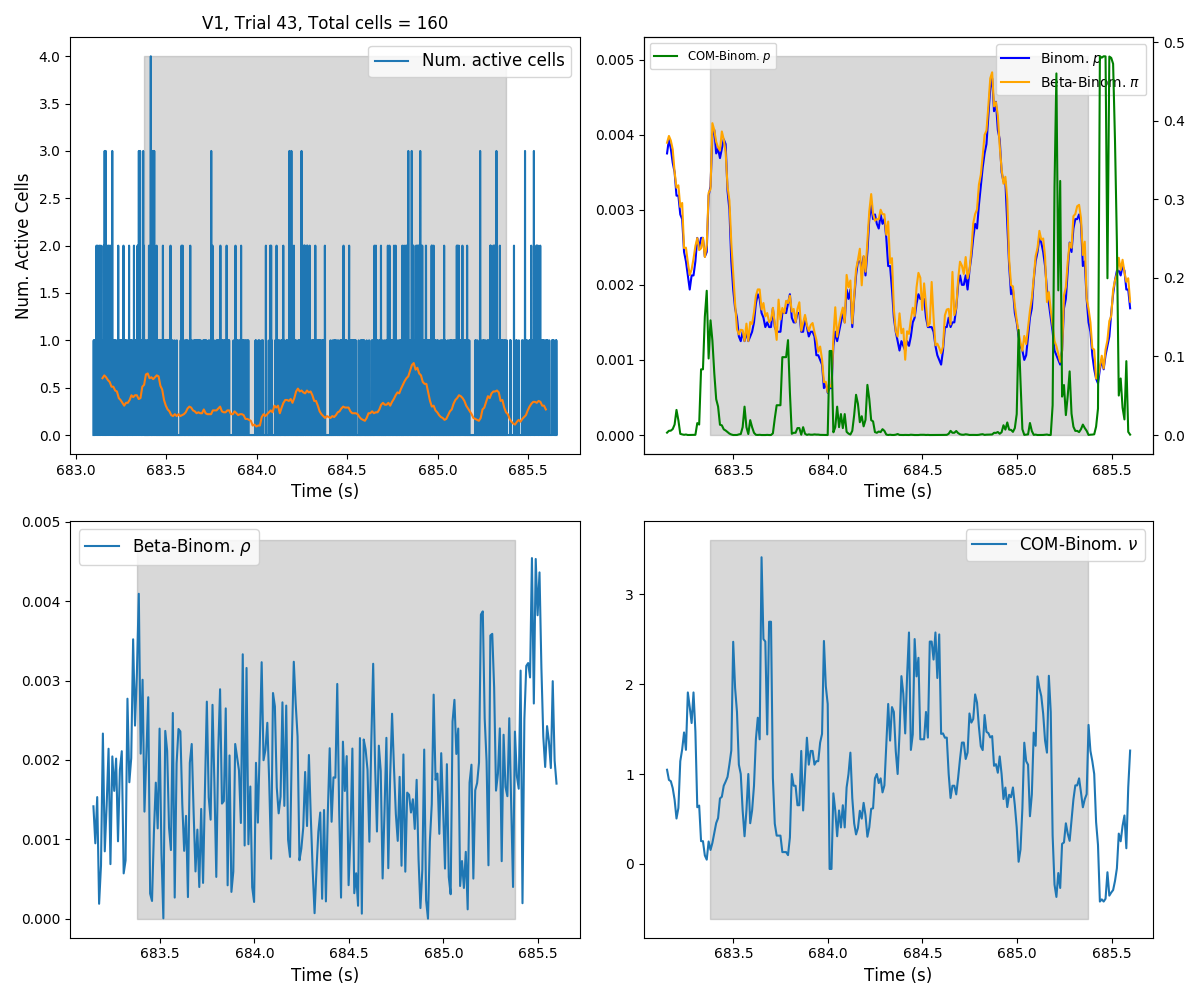 V1, Trial 43, Total cells = 160
Num. active cells
4.0
3.5
3.0
2.5
2.0
1.5
1.0
0.5
0.0
Num. Active Cells
683.0 683.5 684.0 684.5 685.0 685.5
Time (s)
COM-Binom. p
Binom. p
Beta-Binom. π
0.005
0.004
0.003
0.002
0.001
0.000
0.5
0.4
0.3
0.2
0.1
0.0
683.5 684.0 684.5 685.0 685.5
Time (s)
Beta-Binom. ρ
0.005
0.004
0.003
0.002
0.001
0.000
683.5 684.0 684.5 685.0 685.5
Time (s)
COM-Binom. ν
3
2
1
0
683.5 684.0 684.5 685.0 685.5
Time (s)